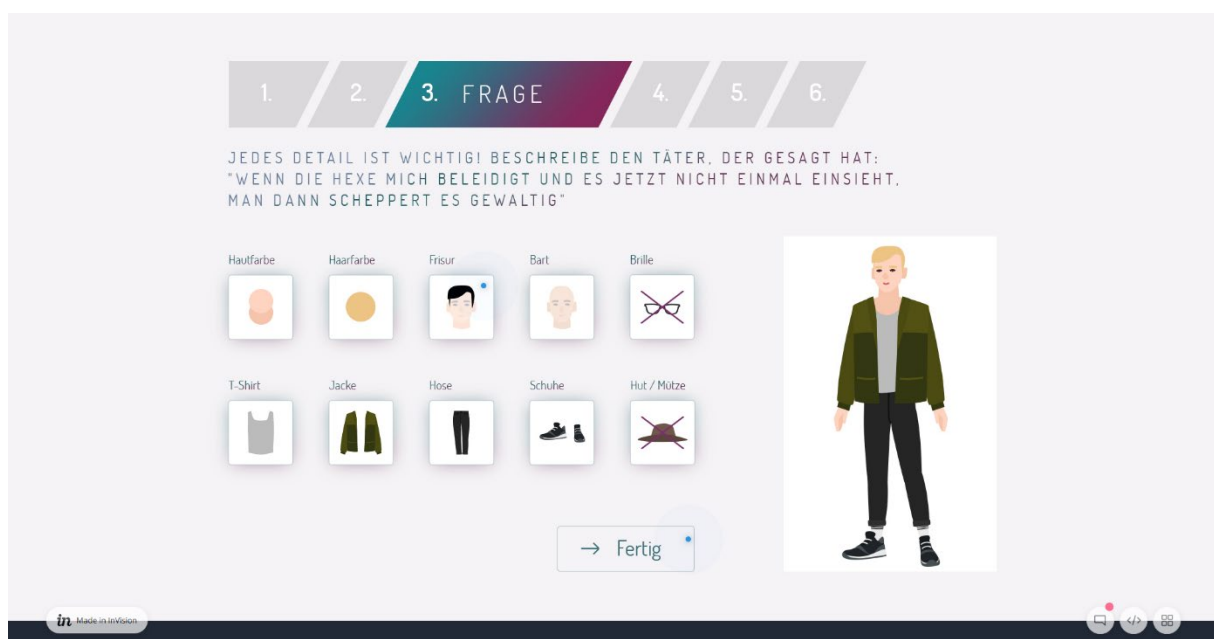 1. 2. 3. FRAGE 4. 5. 6.
JEDES DETAIL IST WICHTIG! BESCHREIBE DEN TÄTER, DER GESAGT HAT:
"WENN DIE HEXE MICH BELEIDIGT UND ES JETZT NICHT EINMAL EINSIEHT,
MAN DANN SCHEPPERT ES GEWALTIG"
Hautfarbe Haarfarbe Frisur Bart Brille
T-Shirt Jacke Hose Schuhe Hut / Mütze
→ Fertig
in Made in InVision